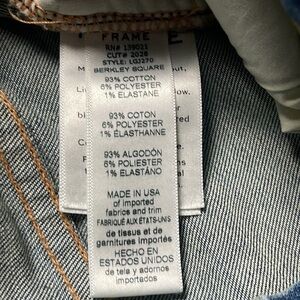 FRAME
RN# 139021
CUT# 2026
STYLE: LGJ270
BERKLEY SQUARE
93% COTTON
6% POLYESTER
1% ELASTANE
93% COTON
6% POLYESTER
1% ÉLASTHANNE
93% ALGODÓN
6% POLIESTER
1% ELASTANO
MADE IN USA
of imported
fabrics and trim
FABRIQUÉ AUX ÉTATS-UNIS
de tissus et de
garnitures importés
HECHO EN
ESTADOS UNIDOS
de tela y adornos
importados